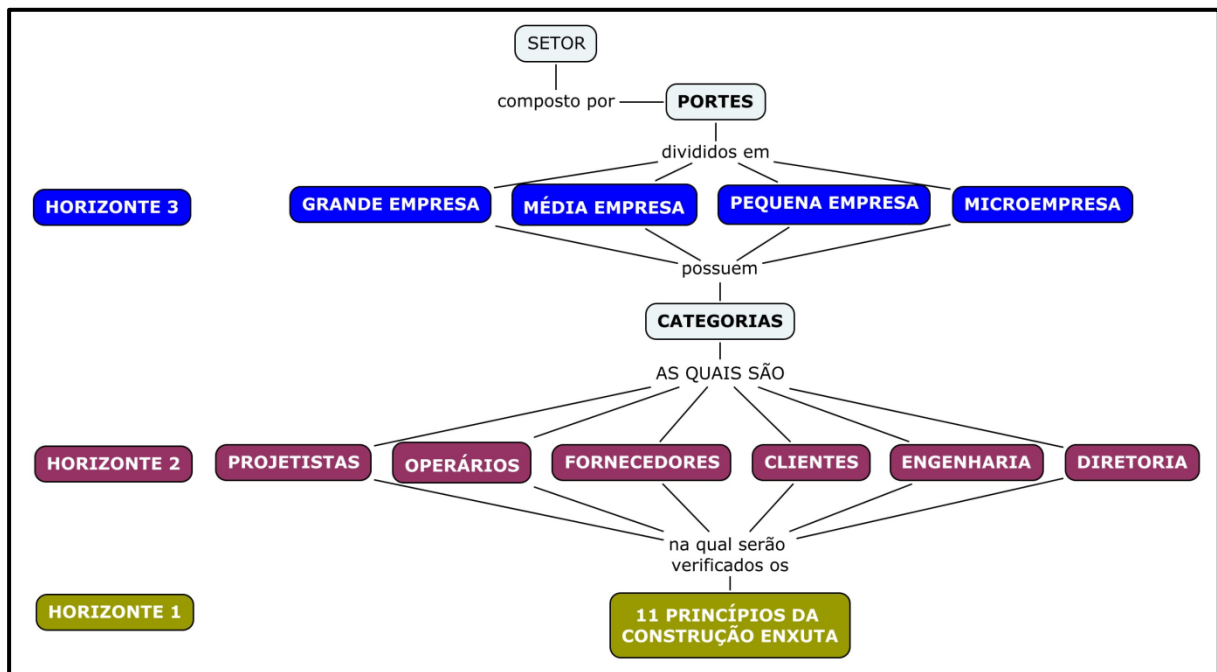 SETOR
composto por
PORTES
divididos em
HORIZONTE 3
GRANDE EMPRESA
MÉDIA EMPRESA
PEQUENA EMPRESA
MICROEMPRESA
possuem
CATEGORIAS
AS QUAIS SÃO
HORIZONTE 2
PROJETISTAS
OPERÁRIOS
FORNECEDORES
CLIENTES
ENGENHARIA
DIRETORIA
na qual serão
verificados os
HORIZONTE 1
11 PRINCÍPIOS DA
CONSTRUÇÃO ENXUTA